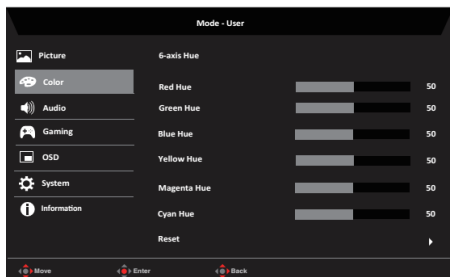 Mode - User
Picture
Color
Audio
Gaming
OSD
System
Information
6-axis Hue
Red Hue 50
Green Hue 50
Blue Hue 50
Yellow Hue 50
Magenta Hue 50
Cyan Hue 50
Reset
Move Enter Back